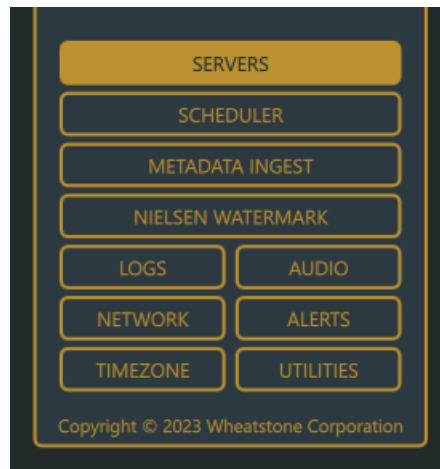 SERVERS
SCHEDULER
METADATA INGEST
NIELSEN WATERMARK
LOGS AUDIO
NETWORK ALERTS
TIMEZONE UTILITIES
Copyright © 2023 Wheatstone Corporation